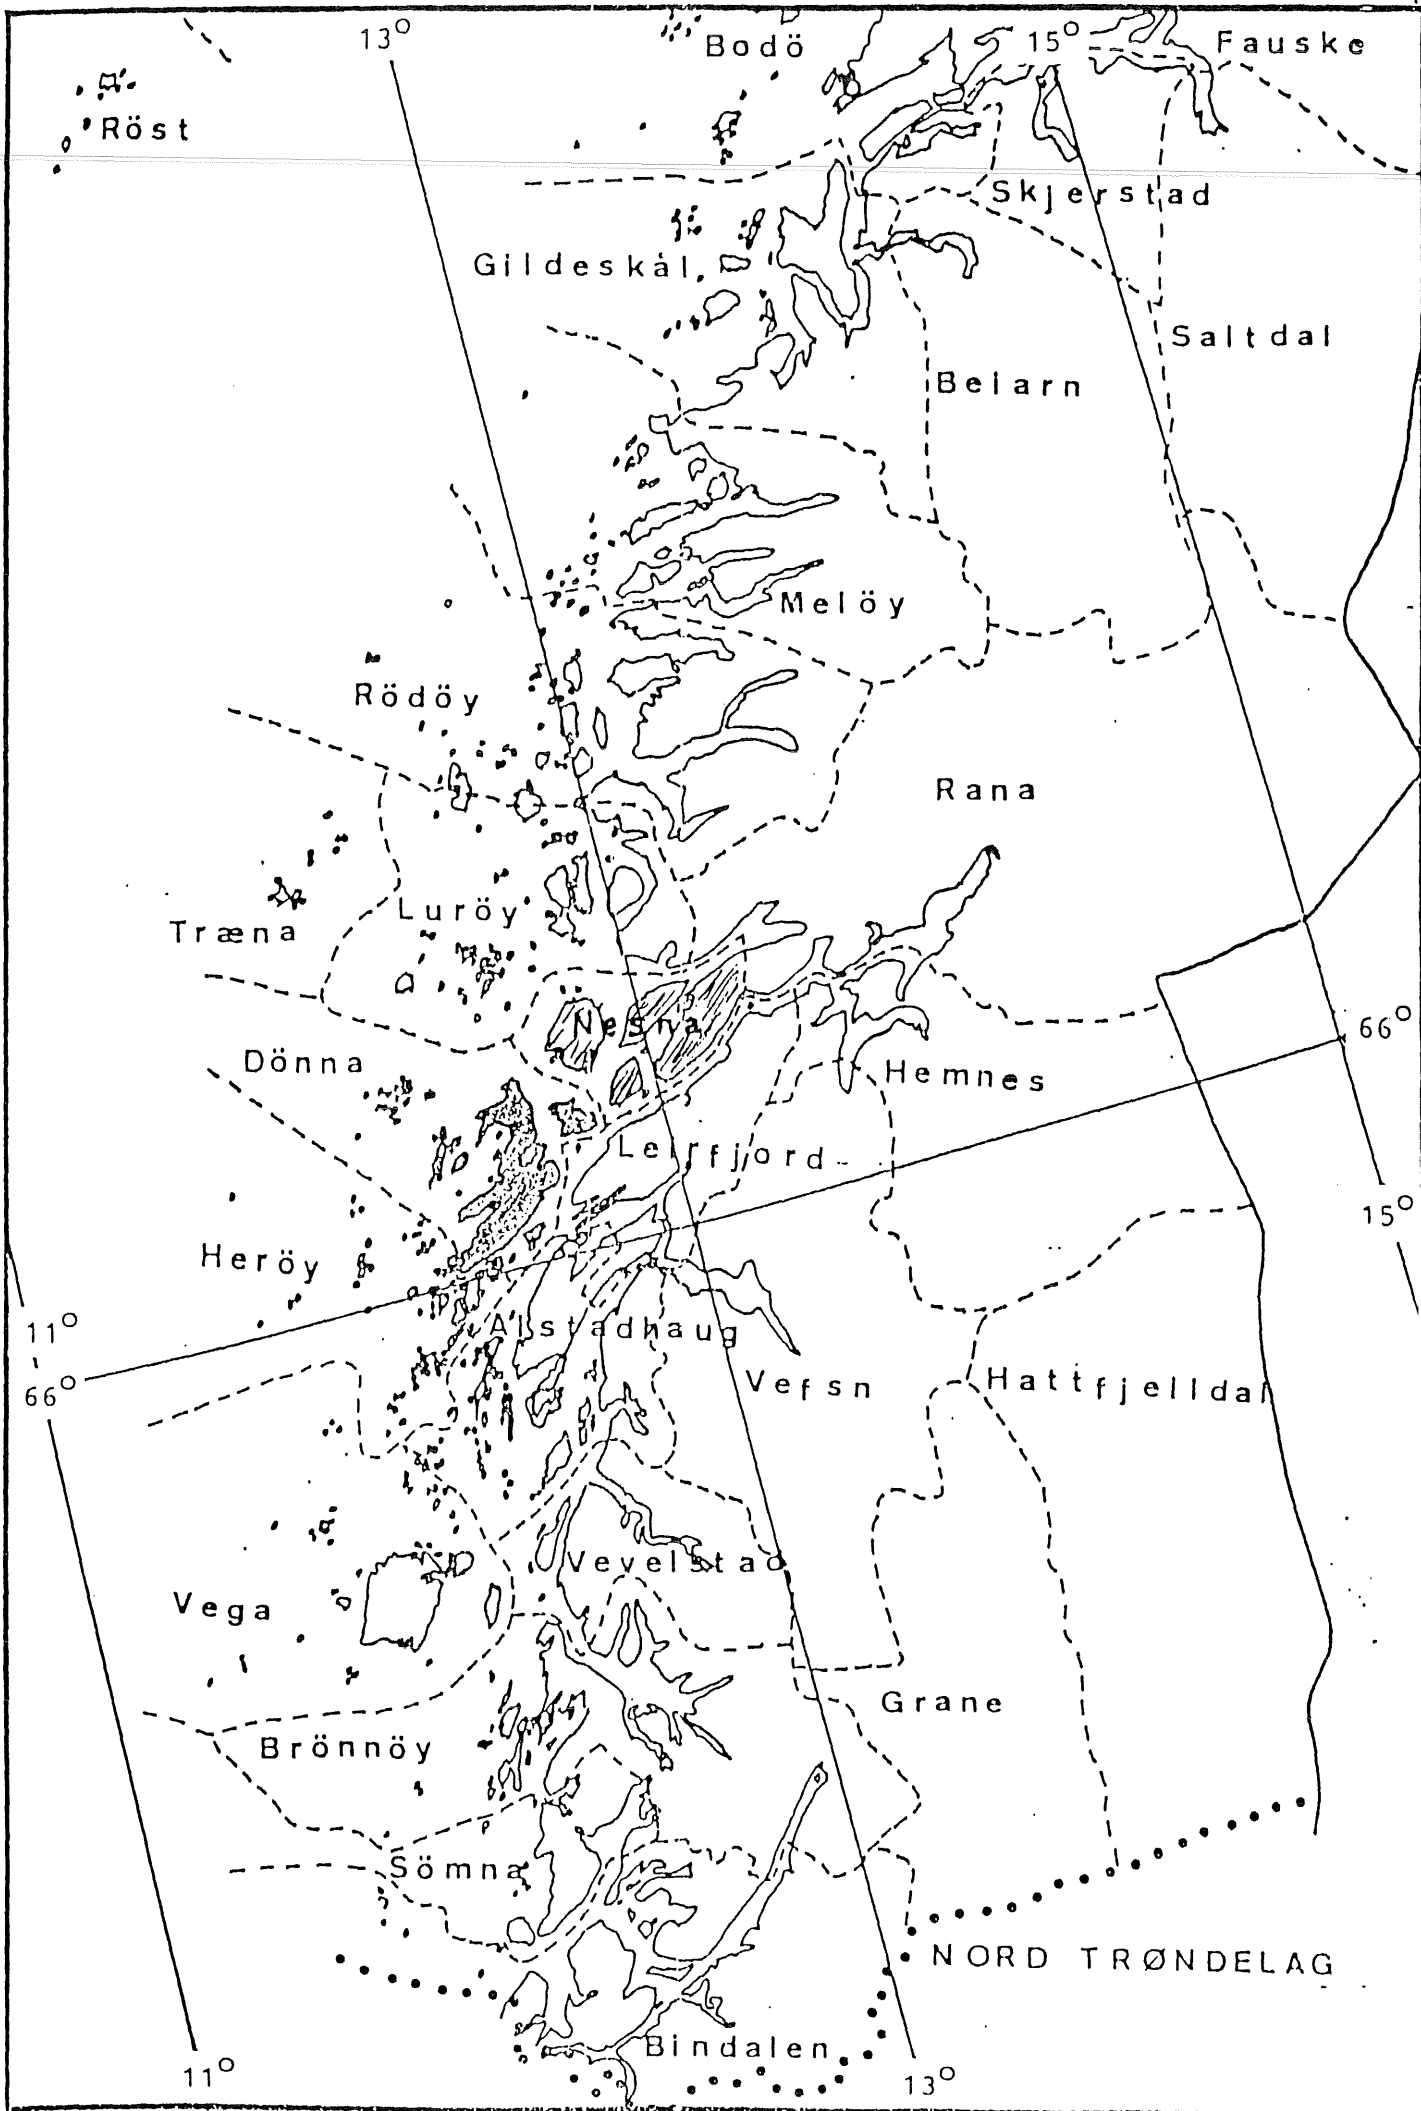 13° Bodö 15° Fauske
Röst
Skjerstad
Gildeskål
Saltdal
Beiarn
Melöy
Rödöy
Rana
Luröy
Træna
Nesna
66°
Dönna
Hemnes
Leirfjord
15°
Heröy
11°
Alstadhaug
66°
Vefsn
Hattfjelldal
Vevelstad
Vega
Grane
Brönnöy
Sömna
NORD TRØNDELAG
Bindalen
11°
13°